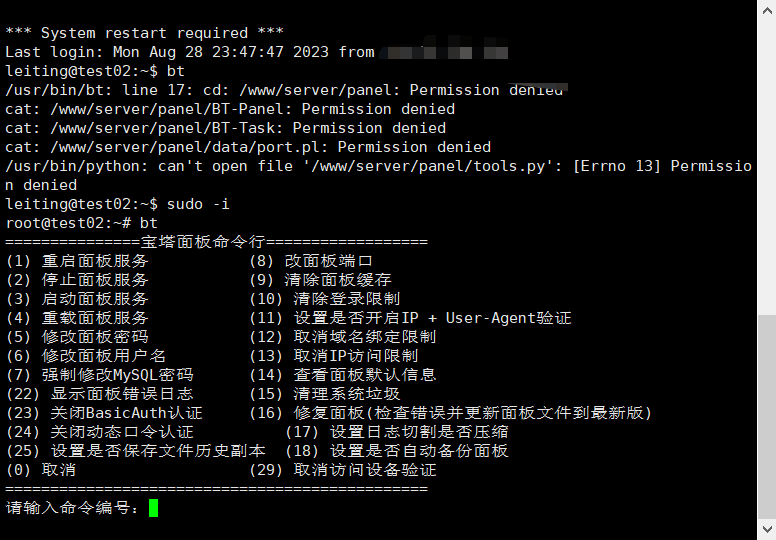 *** System restart required ***
Last login: Mon Aug 28 23:47:47 2023 from
leiting@test02:~$ bt
/usr/bin/bt: line 17: cd: /www/server/panel: Permission denied
cat: /www/server/panel/BT-Panel: Permission denied
cat: /www/server/panel/BT-Task: Permission denied
cat: /www/server/panel/data/port.pl: Permission denied
/usr/bin/python: can't open file '/www/server/panel/tools.py': [Errno 13] Permissio
n denied
leiting@test02:~$ sudo -i
root@test02:~# bt
===============宝塔面板命令行==================
(1) 重启面板服务           (8) 改面板端口
(2) 停止面板服务           (9) 清除面板缓存
(3) 启动面板服务           (10) 清除登录限制
(4) 重载面板服务           (11) 设置是否开启IP + User-Agent验证
(5) 修改面板密码           (12) 取消域名绑定限制
(6) 修改面板用户名         (13) 取消IP访问限制
(7) 强制修改MySQL密码      (14) 查看面板默认信息
(22) 显示面板错误日志      (15) 清理系统垃圾
(23) 关闭BasicAuth认证     (16) 修复面板(检查错误并更新面板文件到最新版)
(24) 关闭动态口令认证          (17) 设置日志切割是否压缩
(25) 设置是否保存文件历史副本  (18) 设置是否自动备份面板
(0) 取消                   (29) 取消访问设备验证
===============================================
请输入命令编号：